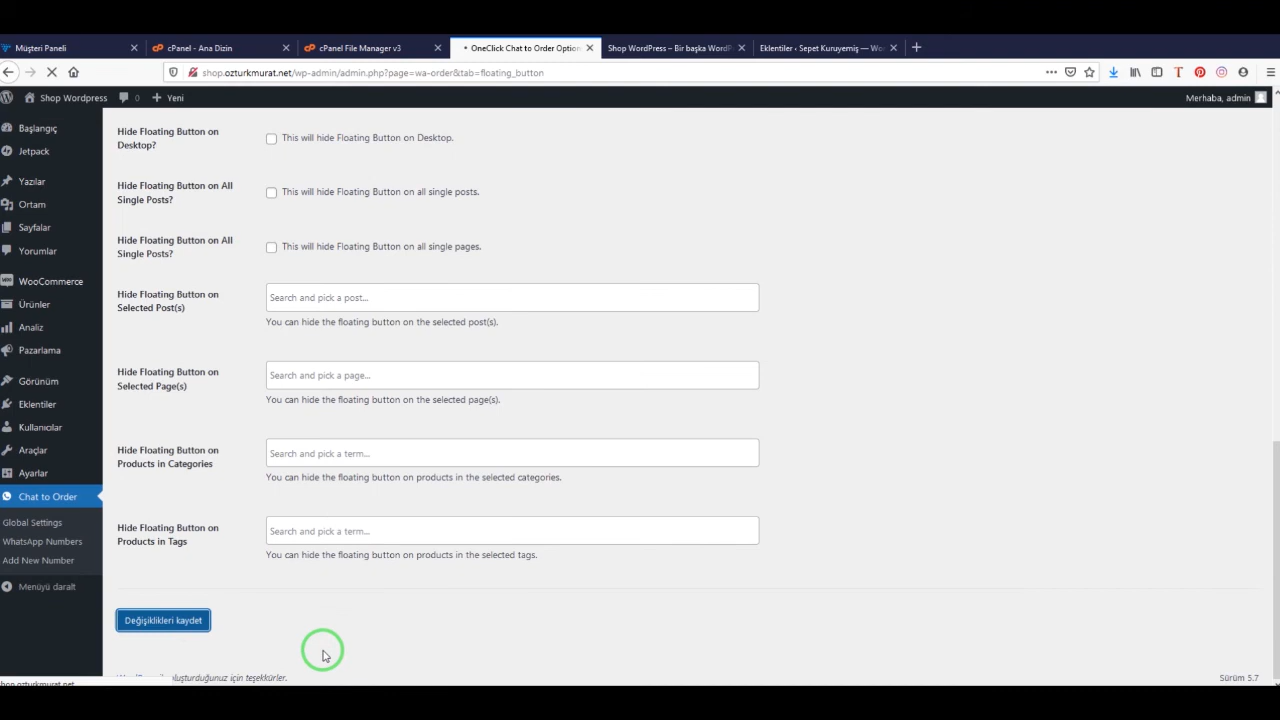 Müşteri Paneli
cPanel - Ana Dizin
cPanel File Manager v3
OneClick Chat to Order Option
Shop WordPress – Bir başka WordP
Eklentiler ‹ Sepet Kuruyemiş — Wo
shop.ozturkmurat.net/wp-admin/admin.php?page=wa-order&tab=floating_button
Shop Wordpress
0
Yeni
Merhaba, admin
Başlangıç
Jetpack
Yazılar
Ortam
Sayfalar
Yorumlar
WooCommerce
Ürünler
Analiz
Pazarlama
Görünüm
Eklentiler
Kullanıcılar
Araçlar
Ayarlar
Chat to Order
Global Settings
WhatsApp Numbers
Add New Number
Menüyü daralt
Hide Floating Button on
Desktop?
This will hide Floating Button on Desktop.
Hide Floating Button on All
Single Posts?
This will hide Floating Button on all single posts.
Hide Floating Button on All
Single Posts?
This will hide Floating Button on all single pages.
Hide Floating Button on
Selected Post(s)
Search and pick a post...
You can hide the floating button on the selected post(s).
Hide Floating Button on
Selected Page(s)
Search and pick a page...
You can hide the floating button on the selected page(s).
Hide Floating Button on
Products in Categories
Search and pick a term...
You can hide the floating button on products in the selected categories.
Hide Floating Button on
Products in Tags
Search and pick a term...
You can hide the floating button on products in the selected tags.
Değişiklikleri kaydet
için teşekkürler.
Sürüm 5.7